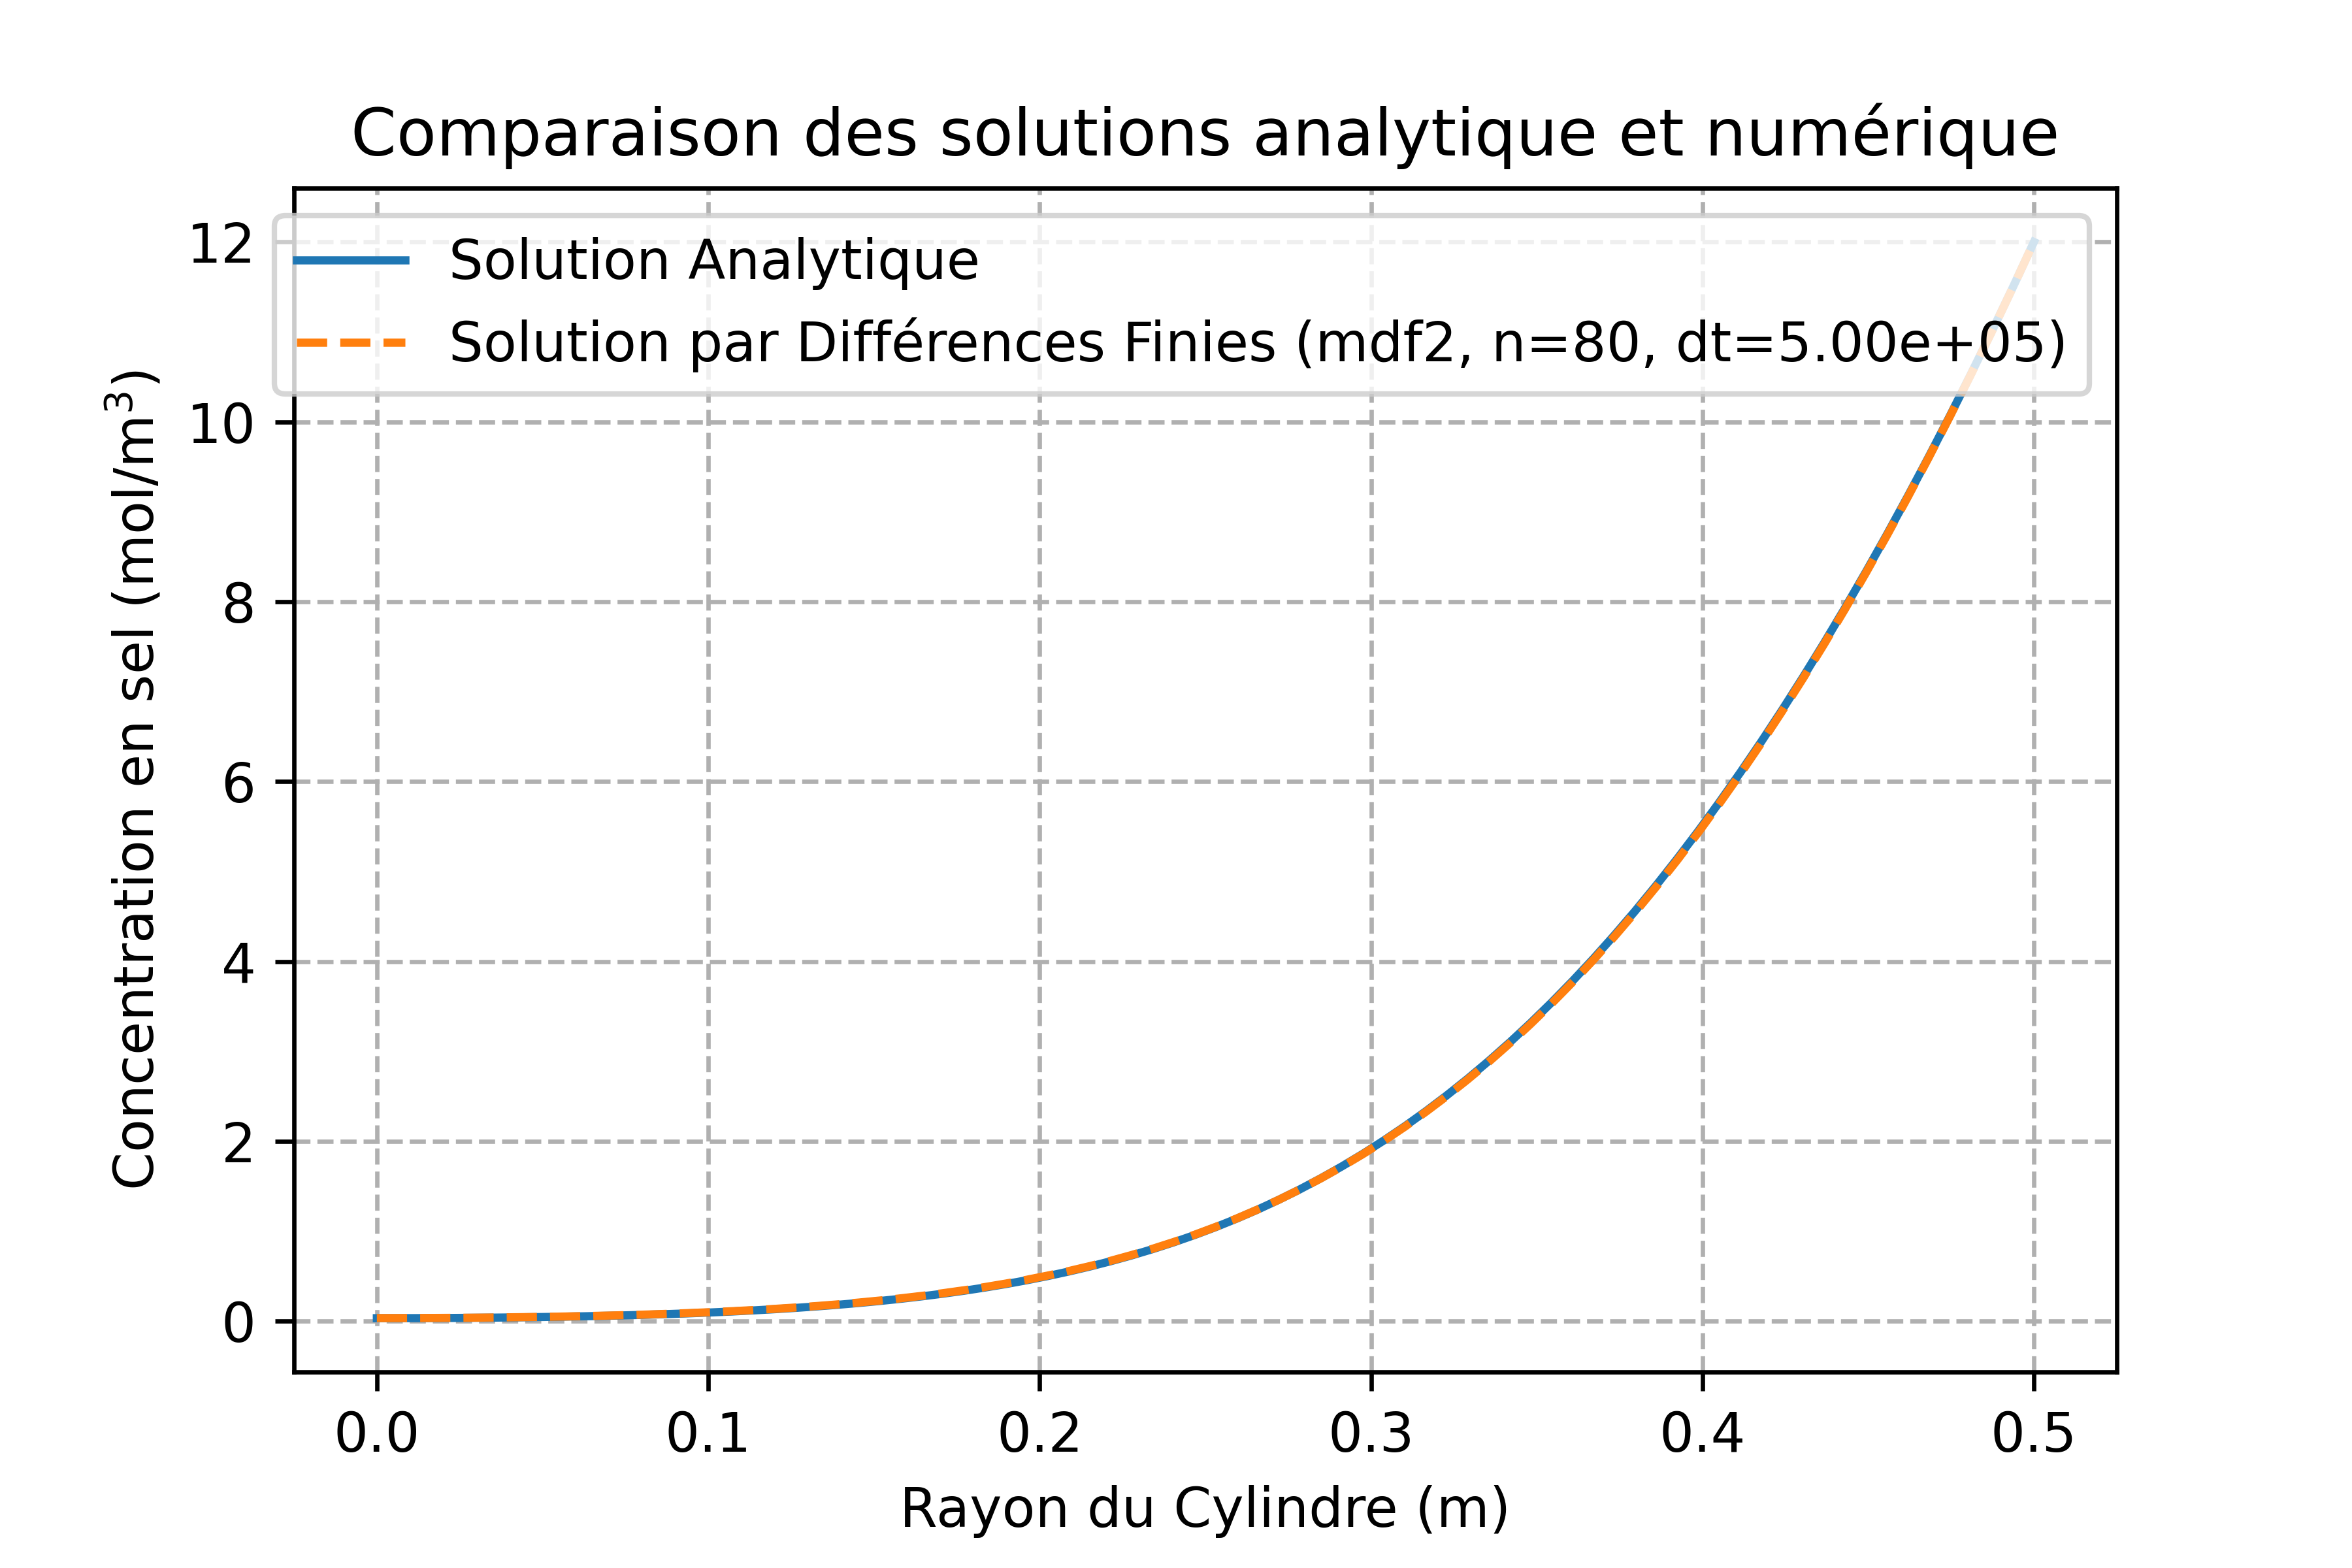 Comparaison des solutions analytique et numérique
Solution Analytique
Solution par Différences Finies (mdf2, n=80, dt=5.00e+05)
Concentration en sel (mol/m³)
12
10
8
6
4
2
0
0.0 0.1 0.2 0.3 0.4 0.5
Rayon du Cylindre (m)